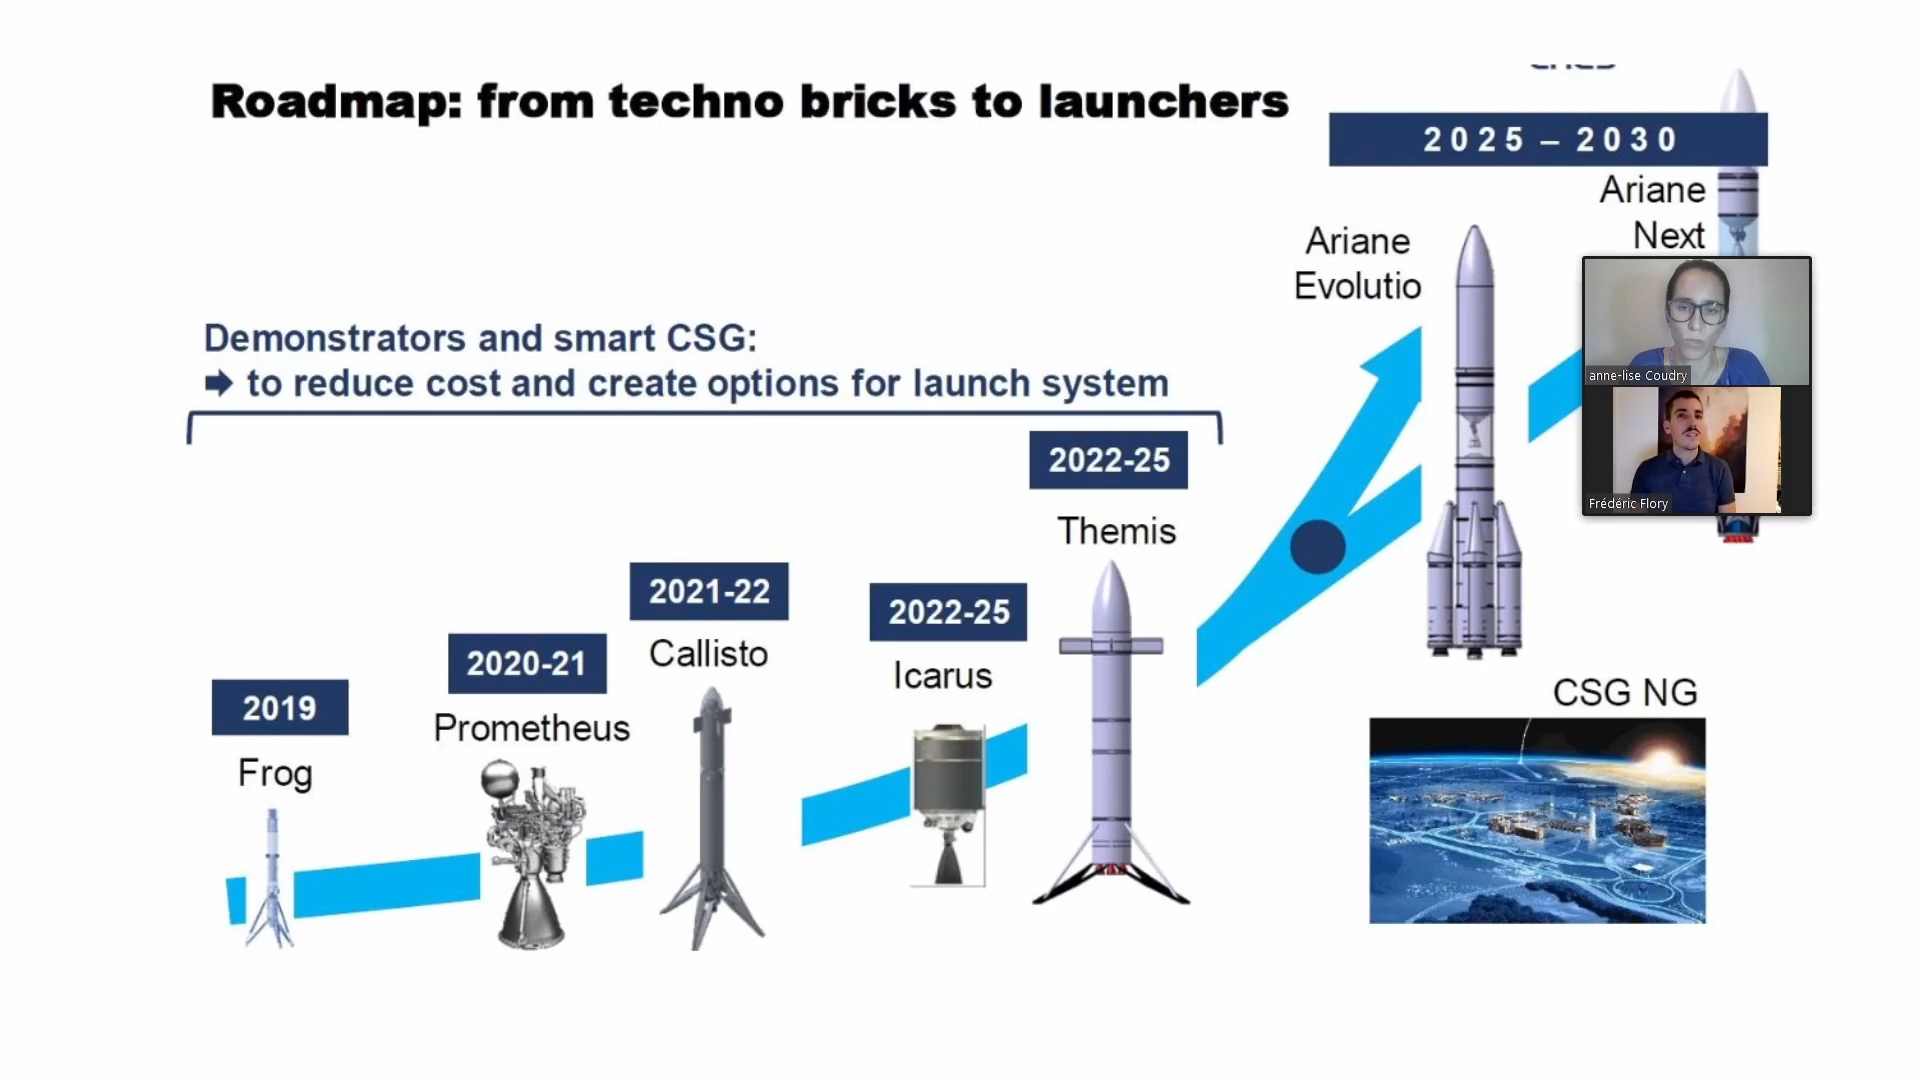 Roadmap: from techno bricks to launchers
2025 – 2030
Ariane
Next
Ariane
Evolutio
Demonstrators and smart CSG:
➡ to reduce cost and create options for launch system
2022-25
Themis
2021-22
Callisto
2022-25
Icarus
2020-21
Prometheus
2019
Frog
CSG NG
anne-lise Coudry
Frédéric Flory